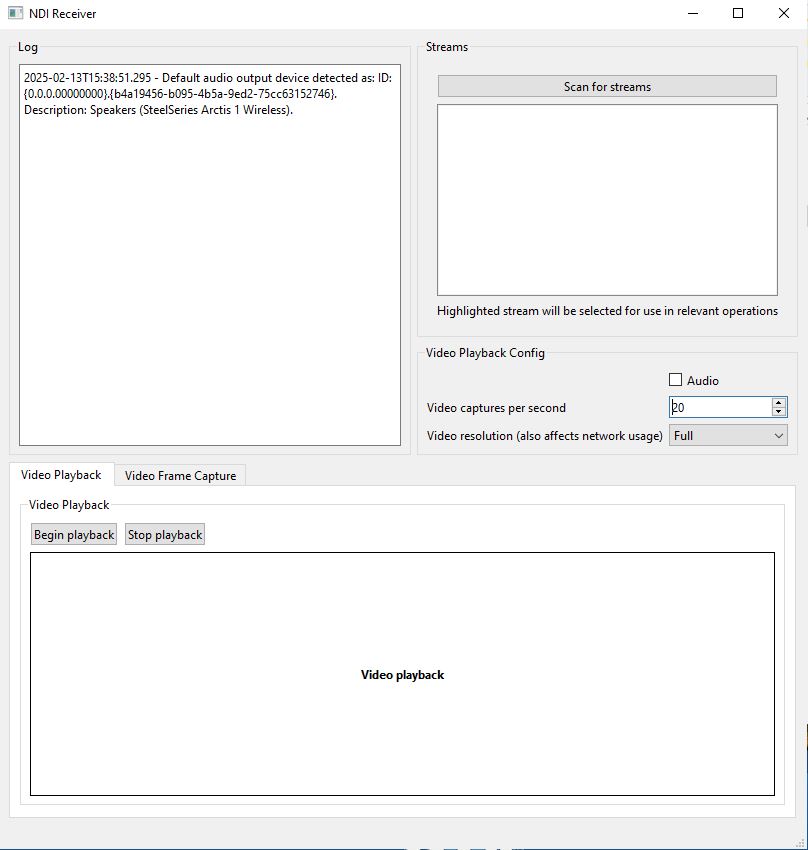 NDI Receiver
Log
2025-02-13T15:38:51.295 - Default audio output device detected as: ID:
{0.0.0.00000000}.{b4a19456-b095-4b5a-9ed2-75cc63152746}.
Description: Speakers (SteelSeries Arctis 1 Wireless).
Streams
Scan for streams
Highlighted stream will be selected for use in relevant operations
Video Playback Config
Audio
Video captures per second
20
Video resolution (also affects network usage)
Full
Video Playback
Video Frame Capture
Video Playback
Begin playback
Stop playback
Video playback